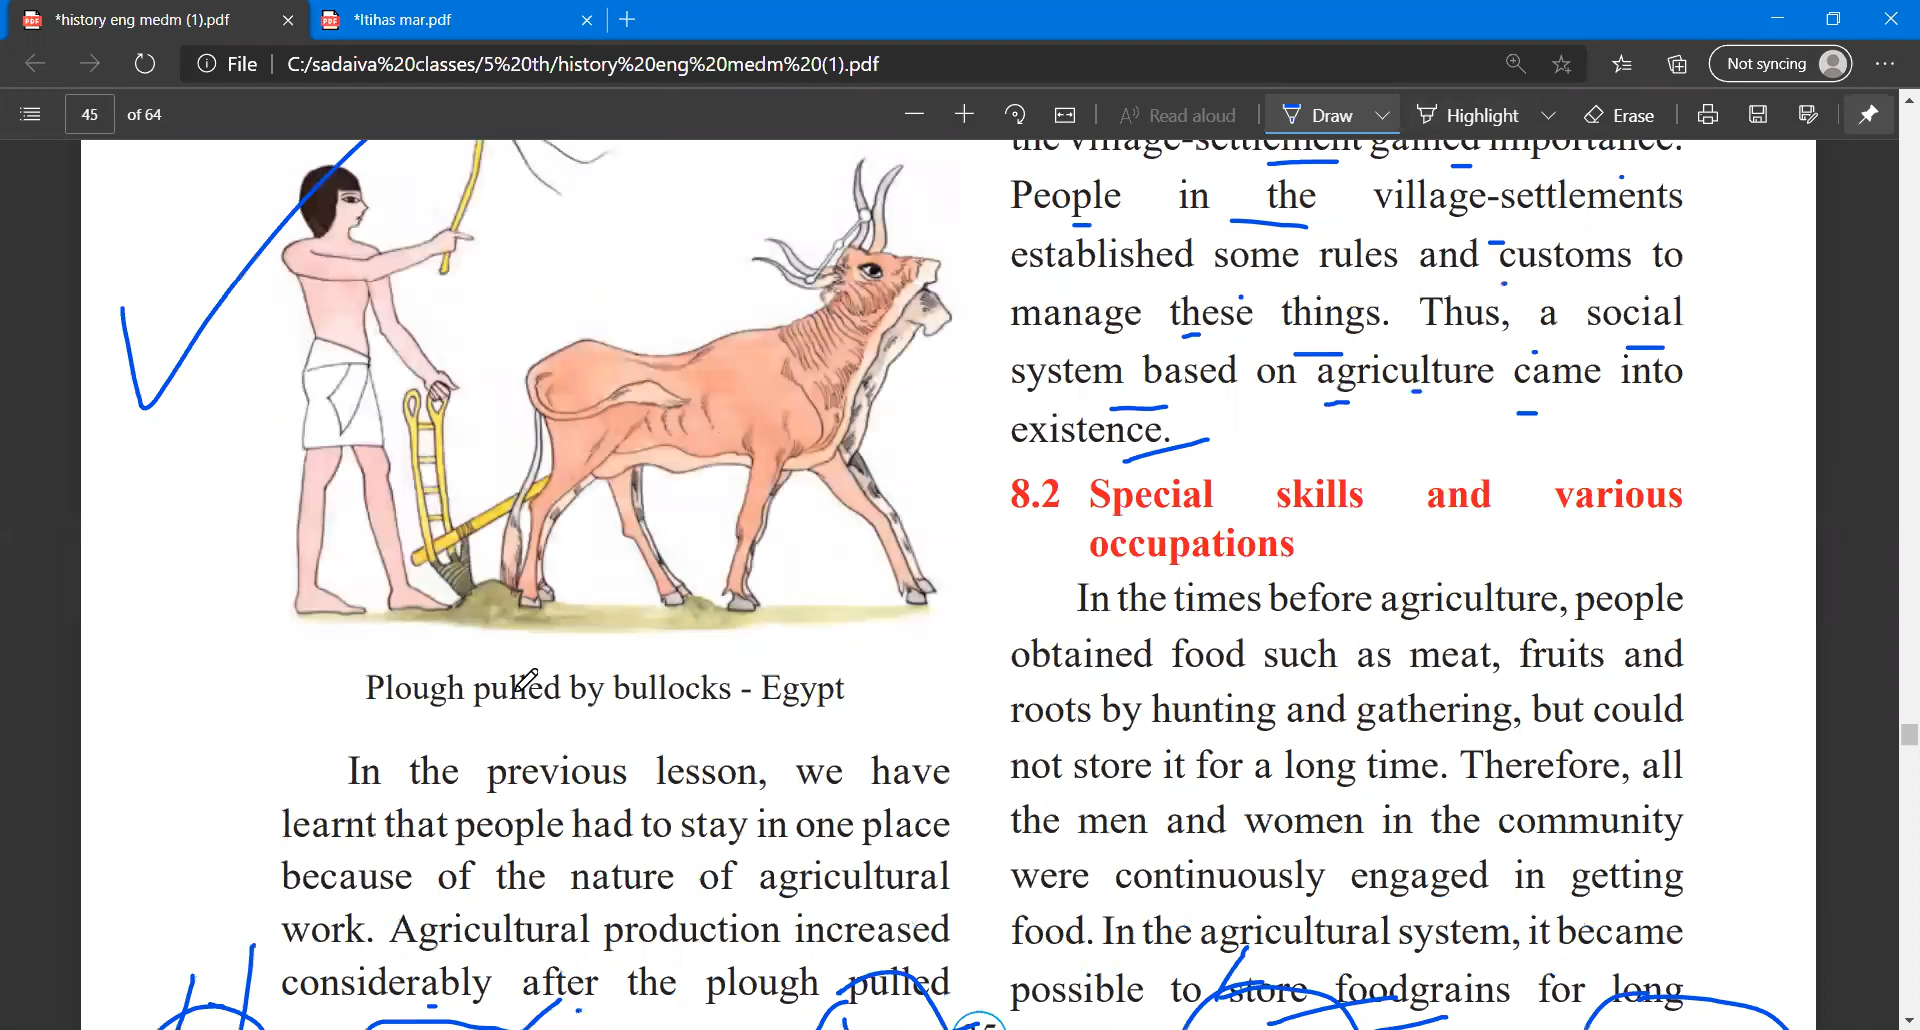 *history eng medm (1).pdf
*Itihas mar.pdf
File
C:/sadaiva%20classes/5%20th/history%20eng%20medm%20(1).pdf
Not syncing
45 of 64
Read aloud
Draw
Highlight
Erase
Plough pulled by bullocks - Egypt
In the previous lesson, we have
learnt that people had to stay in one place
because of the nature of agricultural
work. Agricultural production increased
considerably after the plough pulled
the village-settlement gained importance.
People in the village-settlements
established some rules and customs to
manage these things. Thus, a social
system based on agriculture came into
existence.
8.2 Special skills and various
occupations
In the times before agriculture, people
obtained food such as meat, fruits and
roots by hunting and gathering, but could
not store it for a long time. Therefore, all
the men and women in the community
were continuously engaged in getting
food. In the agricultural system, it became
possible to store foodgrains for long